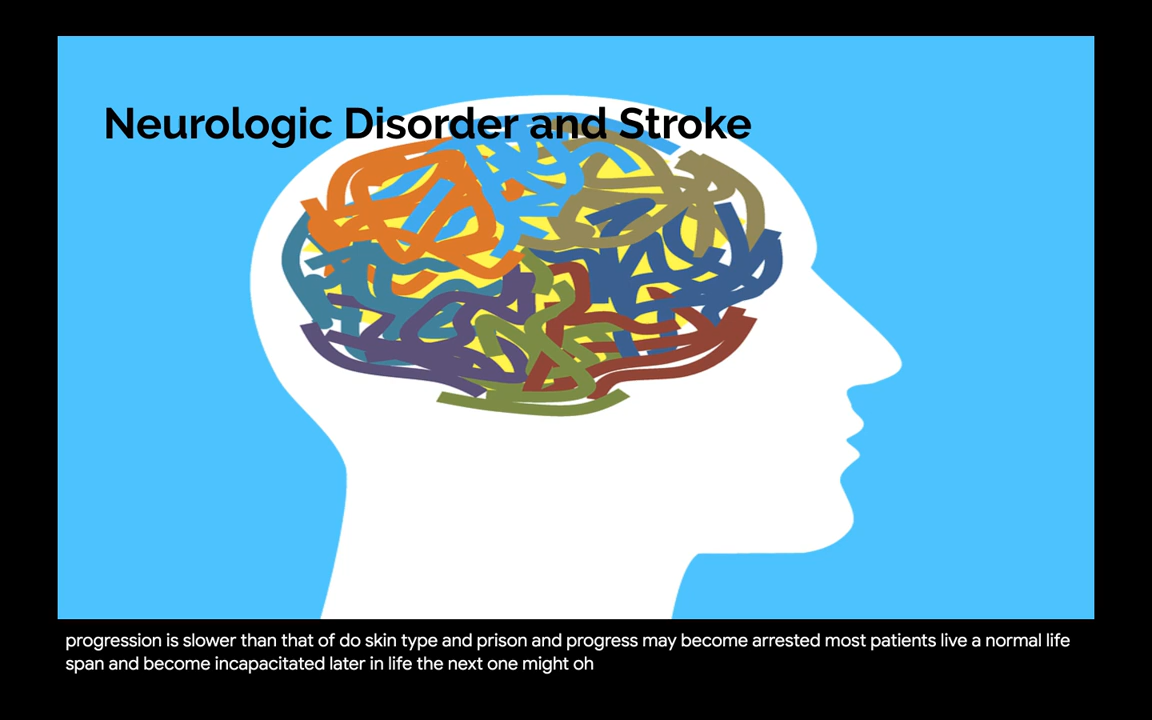 Neurologic Disorder and Stroke
progression is slower than that of do skin type and prison and progress may become arrested most patients live a normal life
span and become incapacitated later in life the next one might oh